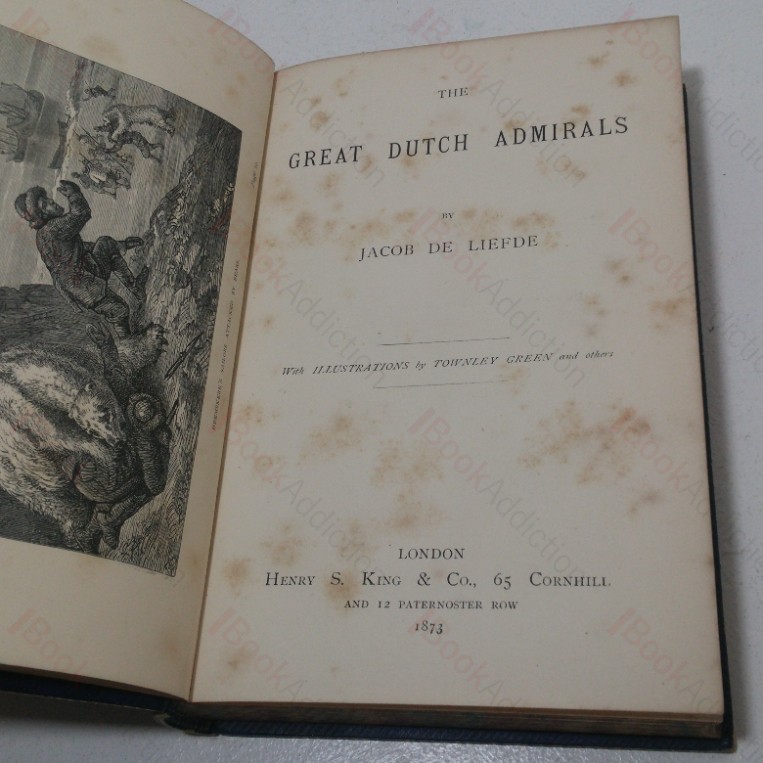 THE
GREAT DUTCH ADMIRALS
BY
JACOB DE LIEFDE
With ILLUSTRATIONS by TOWNLEY GREEN and others
LONDON
HENRY S. KING & CO., 65 CORNHILL
AND 12 PATERNOSTER ROW
1873
BookAddiction